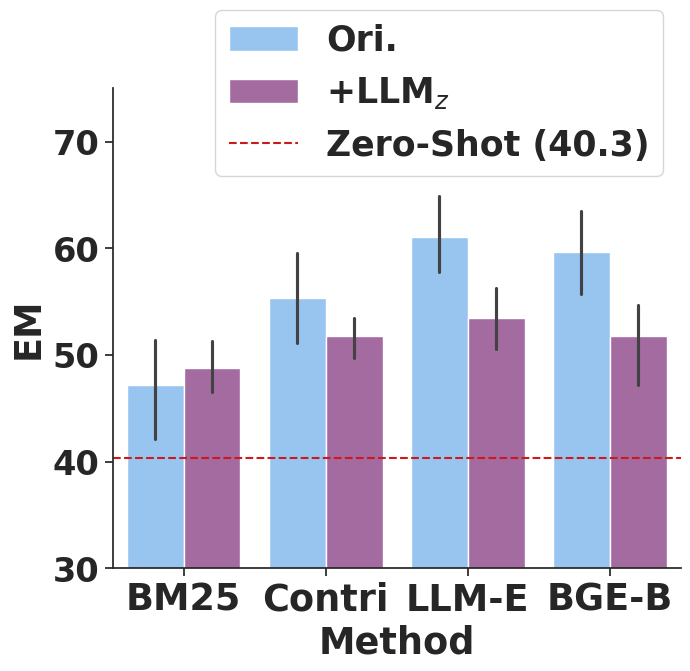 Ori.
+LLM$_z$
Zero-Shot (40.3)
70
60
50
40
30
EM
BM25 Contri LLM-E BGE-B
Method